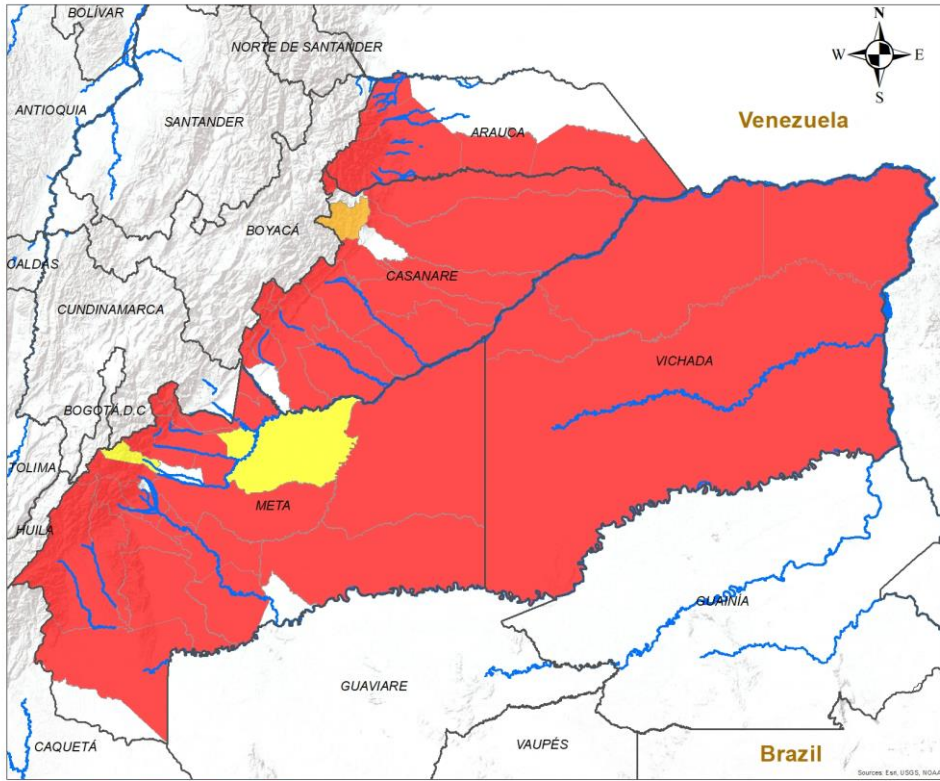 BOLÍVAR
N
NORTE DE SANTANDER
W E
S
ANTIOQUIA
SANTANDER
Venezuela
ARAUCA
BOYACÁ
CALDAS
CASANARE
CUNDINAMARCA
VICHADA
BOGOTÁ, D.C
TOLIMA
META
HUILA
GUAINÍA
GUAVIARE
VAUPÉS
CAQUETÁ
Brazil
Sources: Esri, USGS, NOAA